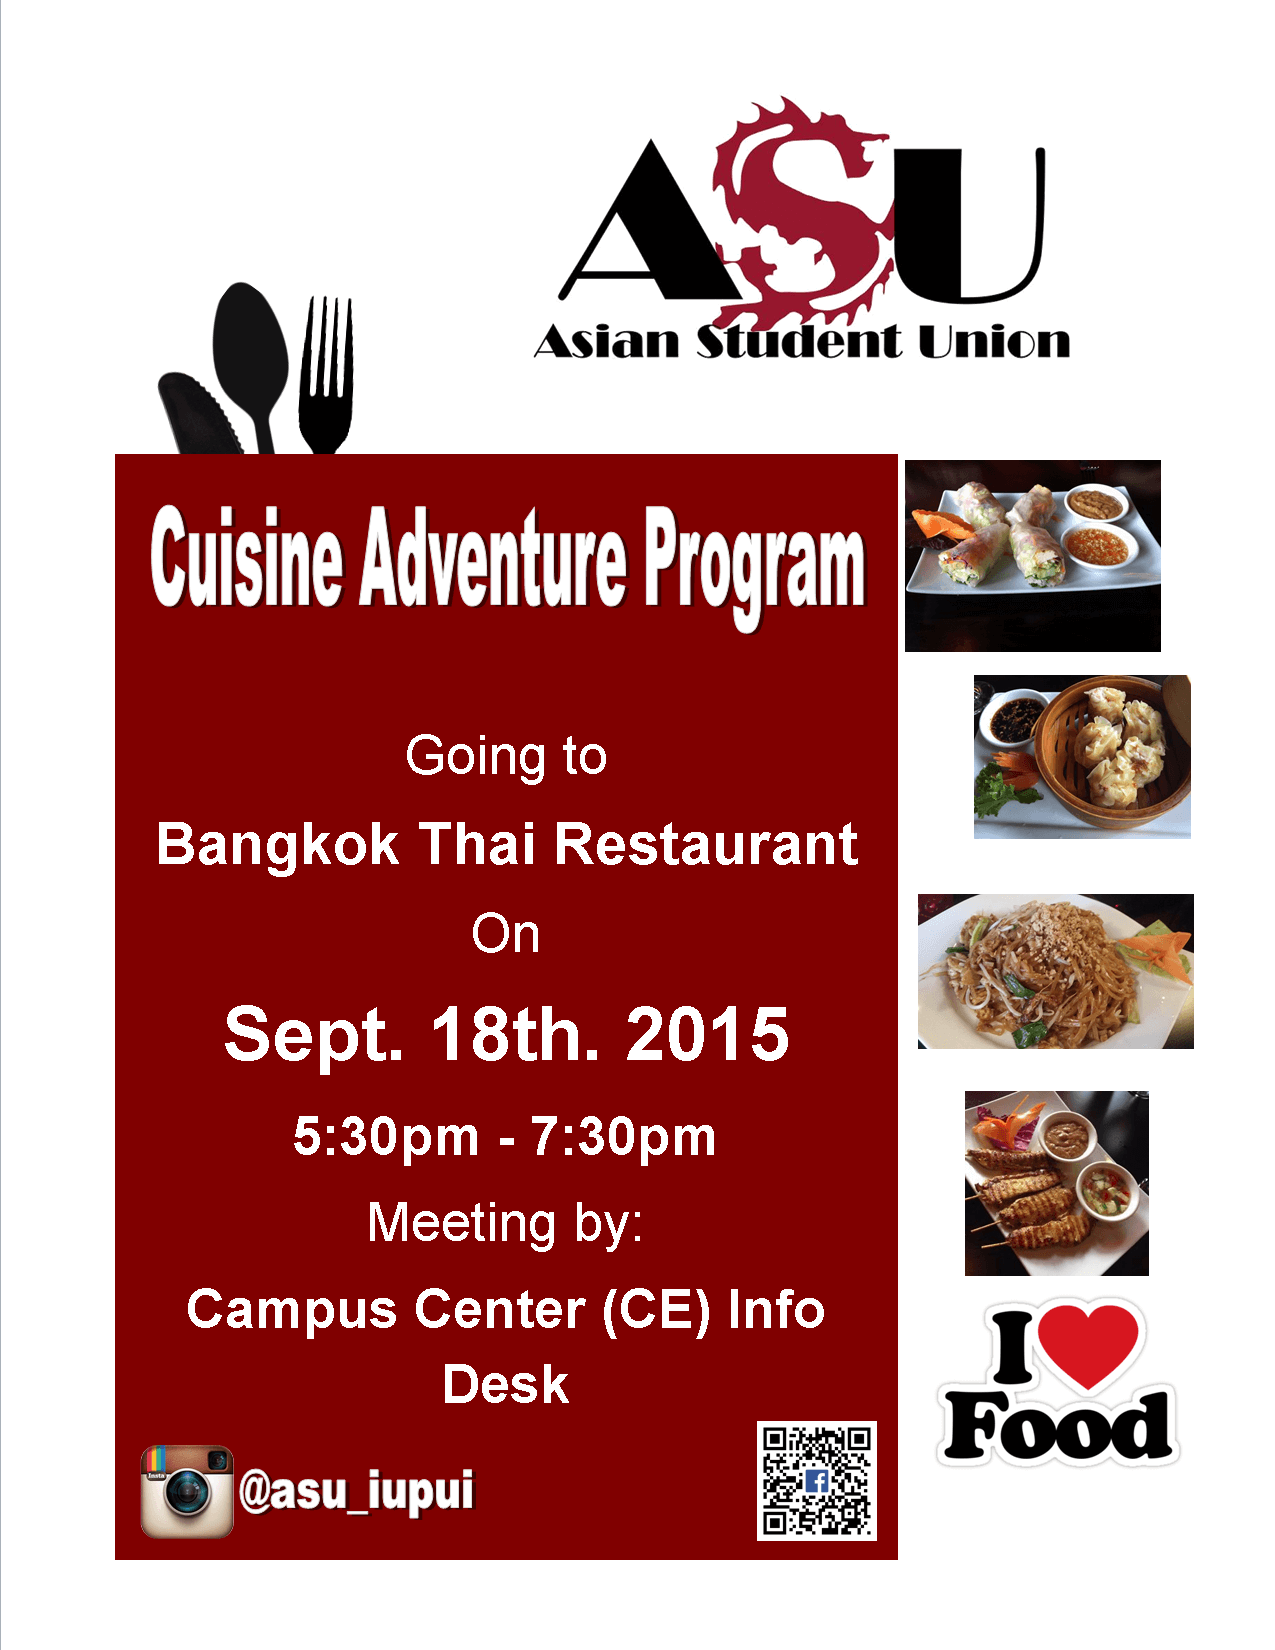 ASU
Asian Student Union
Cuisine Adventure Program
Going to
Bangkok Thai Restaurant
On
Sept. 18th. 2015
5:30pm - 7:30pm
Meeting by:
Campus Center (CE) Info
Desk
Insta
@asu_iupui
f
I
Food